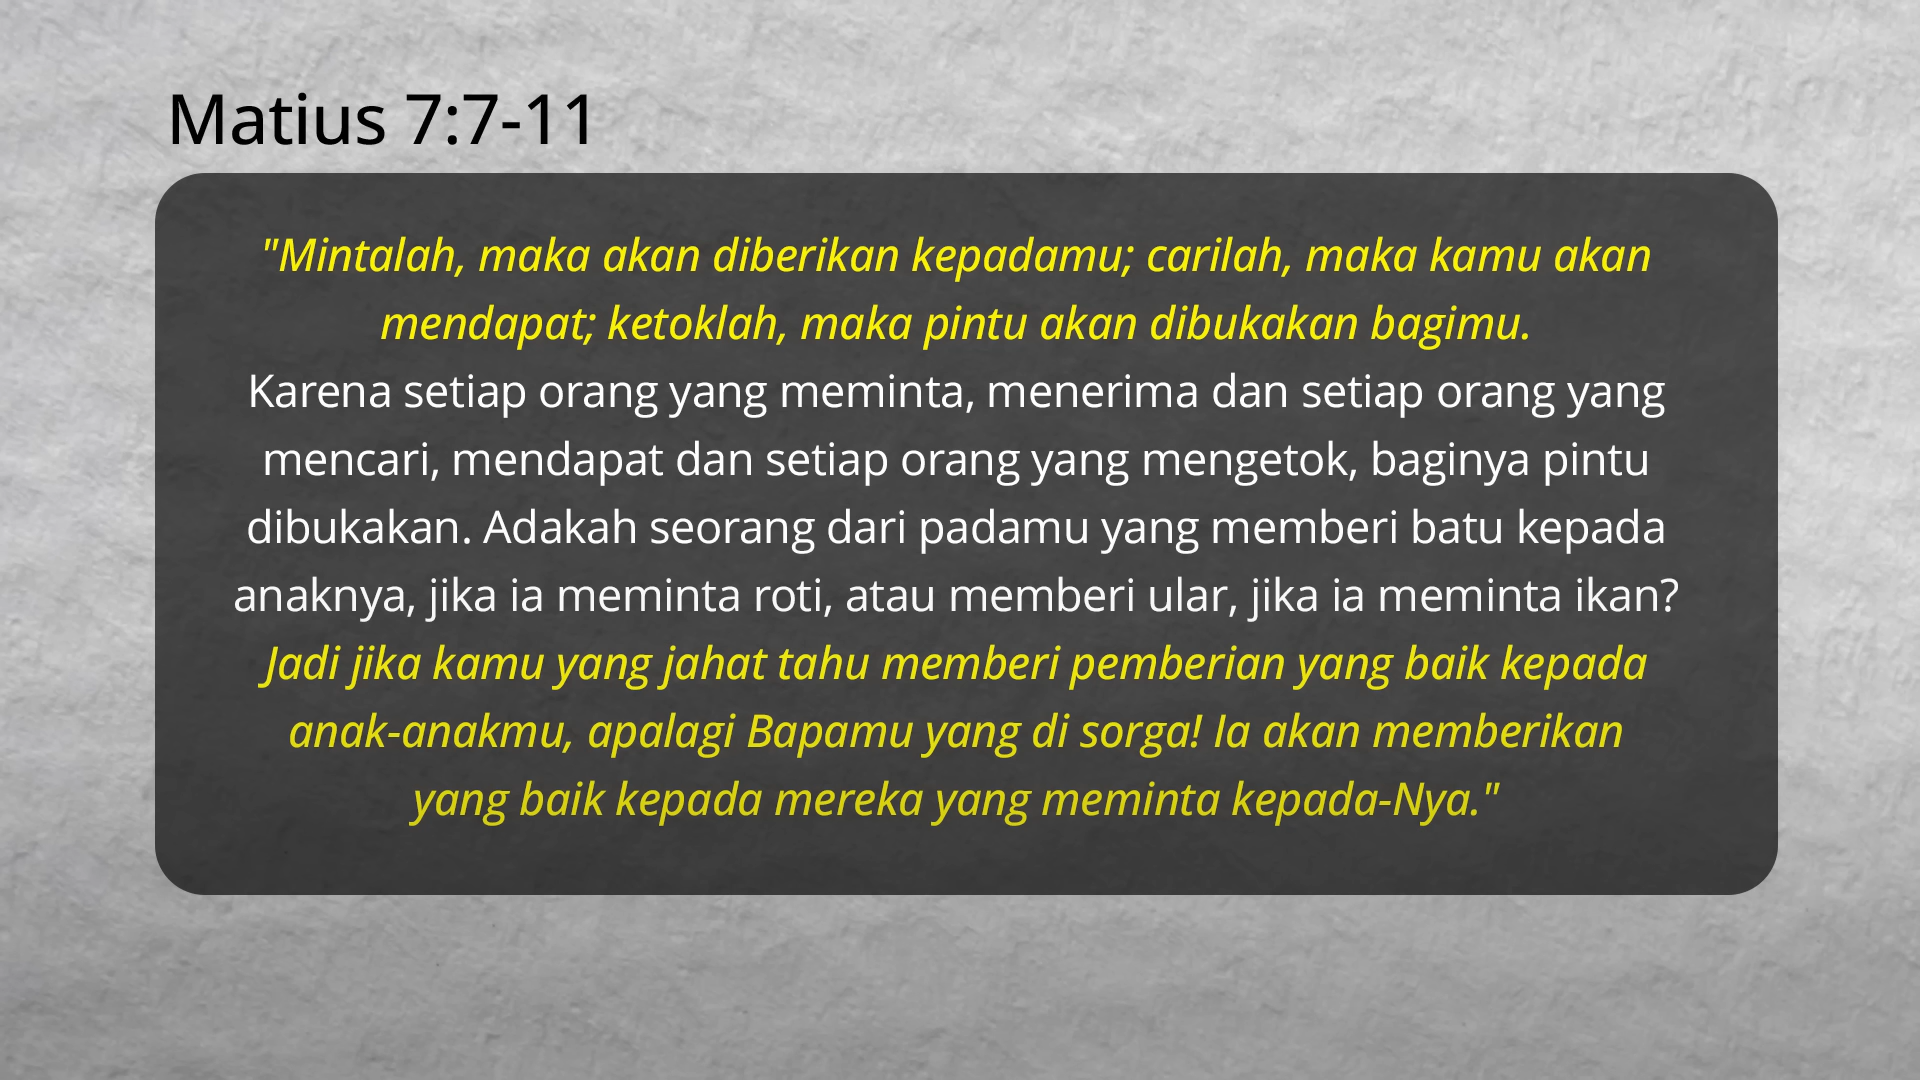 Matius 7:7-11
"Mintalah, maka akan diberikan kepadamu; carilah, maka kamu akan
mendapat; ketoklah, maka pintu akan dibukakan bagimu.
Karena setiap orang yang meminta, menerima dan setiap orang yang
mencari, mendapat dan setiap orang yang mengetok, baginya pintu
dibukakan. Adakah seorang dari padamu yang memberi batu kepada
anaknya, jika ia meminta roti, atau memberi ular, jika ia meminta ikan?
Jadi jika kamu yang jahat tahu memberi pemberian yang baik kepada
anak-anakmu, apalagi Bapamu yang di sorga! Ia akan memberikan
yang baik kepada mereka yang meminta kepada-Nya."